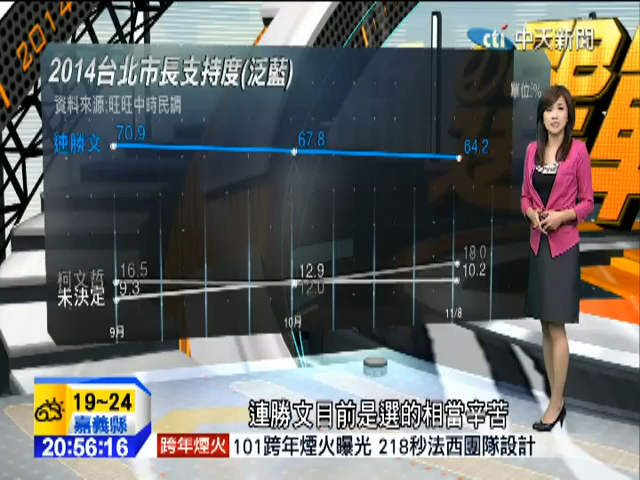 2014
cti 中天新聞
2014台北市長支持度(泛藍)
單位:%
資料來源:旺旺中時民調
連勝文 70.9 67.8 64.2
柯文哲 16.5 12.9 18.0
未決定 9.3 12.0 10.2
9月 10月 11/8
連勝文目前是選的相當辛苦
19~24
嘉義縣
20:56:16
跨年煙火 101跨年煙火曝光 218秒法西團隊設計